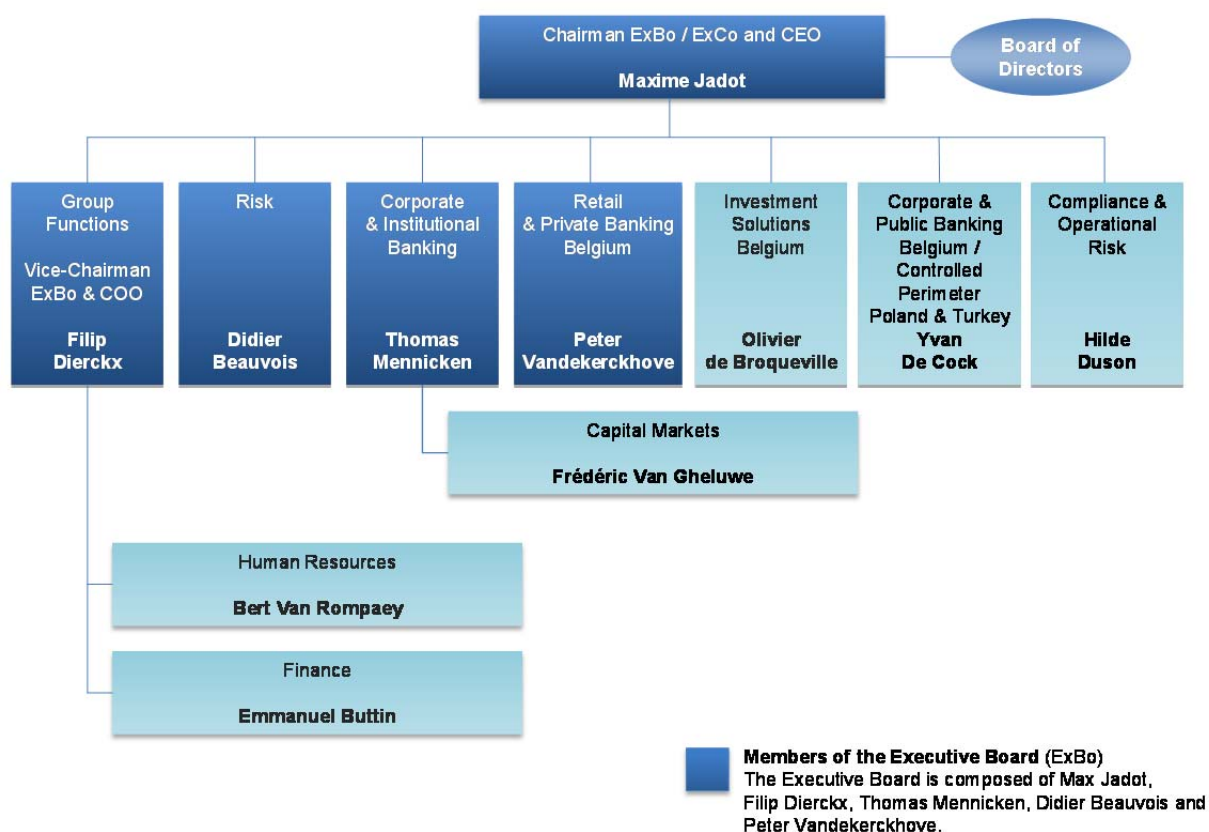 Chairman ExBo / ExCo and CEO
Maxime Jadot
Board of
Directors
Group
Functions
Vice-Chairman
ExBo & COO
Filip
Dierckx
Risk
Didier
Beauvois
Corporate
& Institutional
Banking
Thomas
Mennicken
Retail
& Private Banking
Belgium
Peter
Vandekerckhove
Investment
Solutions
Belgium
Olivier
de Broqueville
Corporate &
Public Banking
Belgium /
Controlled
Perimeter
Poland & Turkey
Yvan
De Cock
Compliance &
Operational
Risk
Hilde
Duson
Capital Markets
Frédéric Van Gheluwe
Human Resources
Bert Van Rompaey
Finance
Emmanuel Buttin
Members of the Executive Board (ExBo)
The Executive Board is composed of Max Jadot,
Filip Dierckx, Thomas Mennicken, Didier Beauvois and
Peter Vandekerckhove.